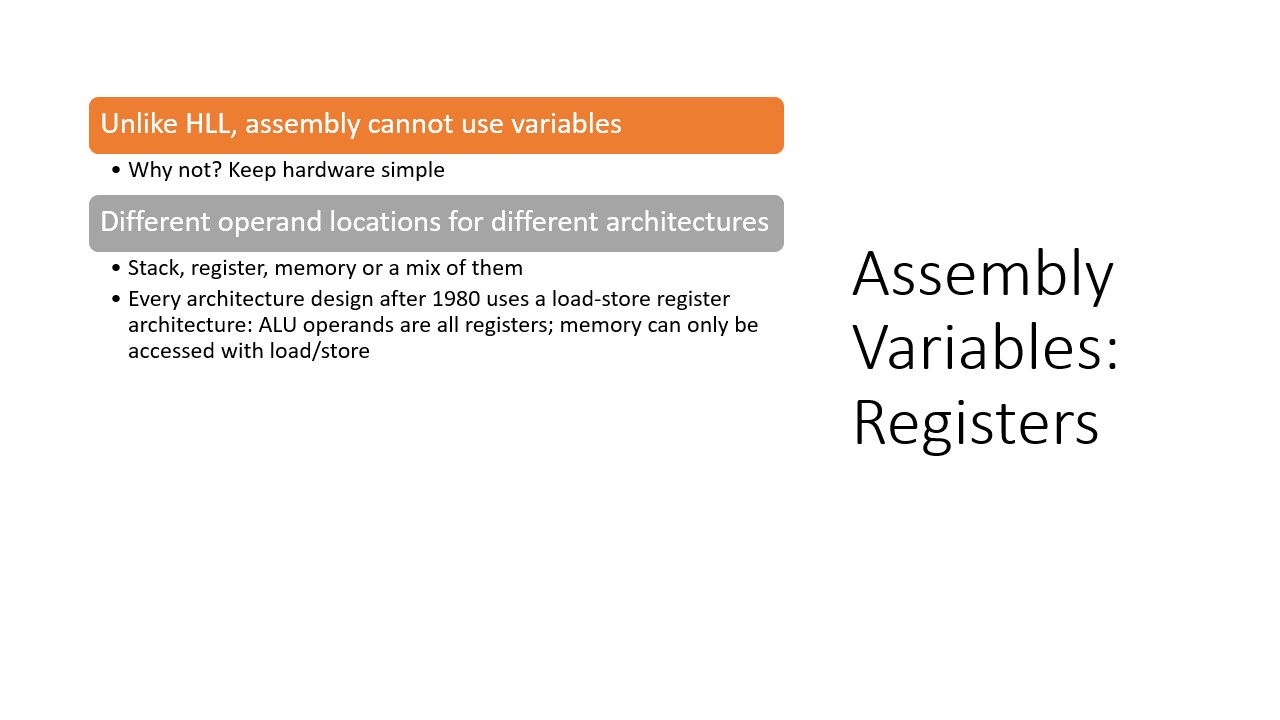 Unlike HLL, assembly cannot use variables
• Why not? Keep hardware simple
Different operand locations for different architectures
• Stack, register, memory or a mix of them
• Every architecture design after 1980 uses a load-store register
architecture: ALU operands are all registers; memory can only be
accessed with load/store
Assembly
Variables:
Registers